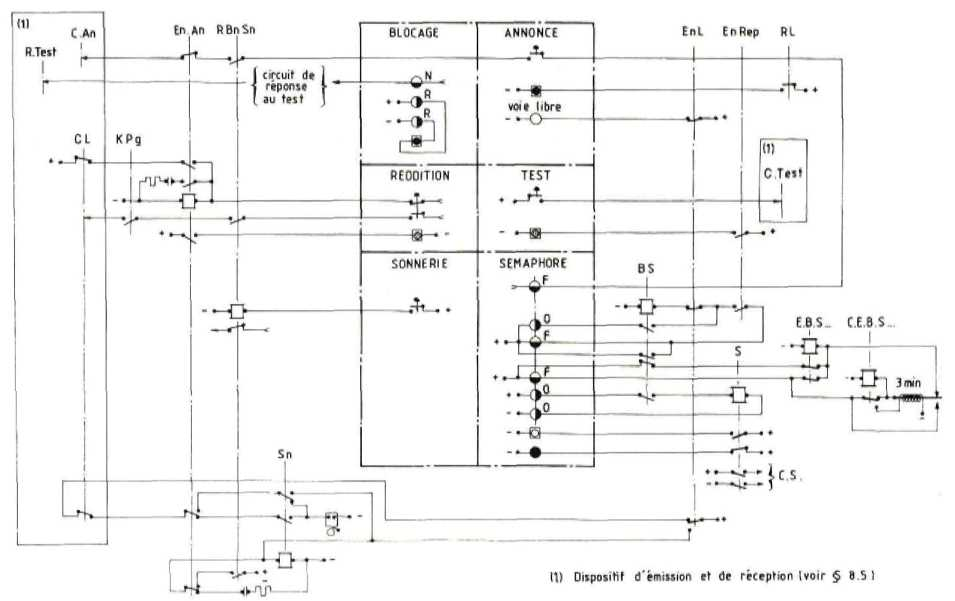 (1)
C.An
En.An
R Bn Sn
BLOCAGE
ANNONCE
EnL
EnRep
RL
R.Test
circuit de
réponse
au test
N
R
R
voie libre
CL
KPg
REDDITION
TEST
(1)
C.Test
SONNERIE
SEMAPHORE
F
BS
O
F
E.B.S...
C.E.B.S...
S
F
3 min
O
O
Sn
C.S.
(1) Dispositif d'émission et de réception (voir § 8.5)